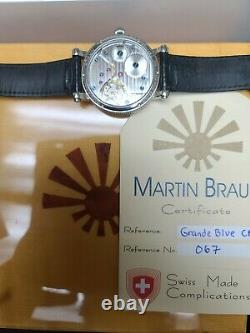 MARTIN BRAU
Certificate
Reference:
Grande Blue
Reference No:
067
Swiss Made
Complications